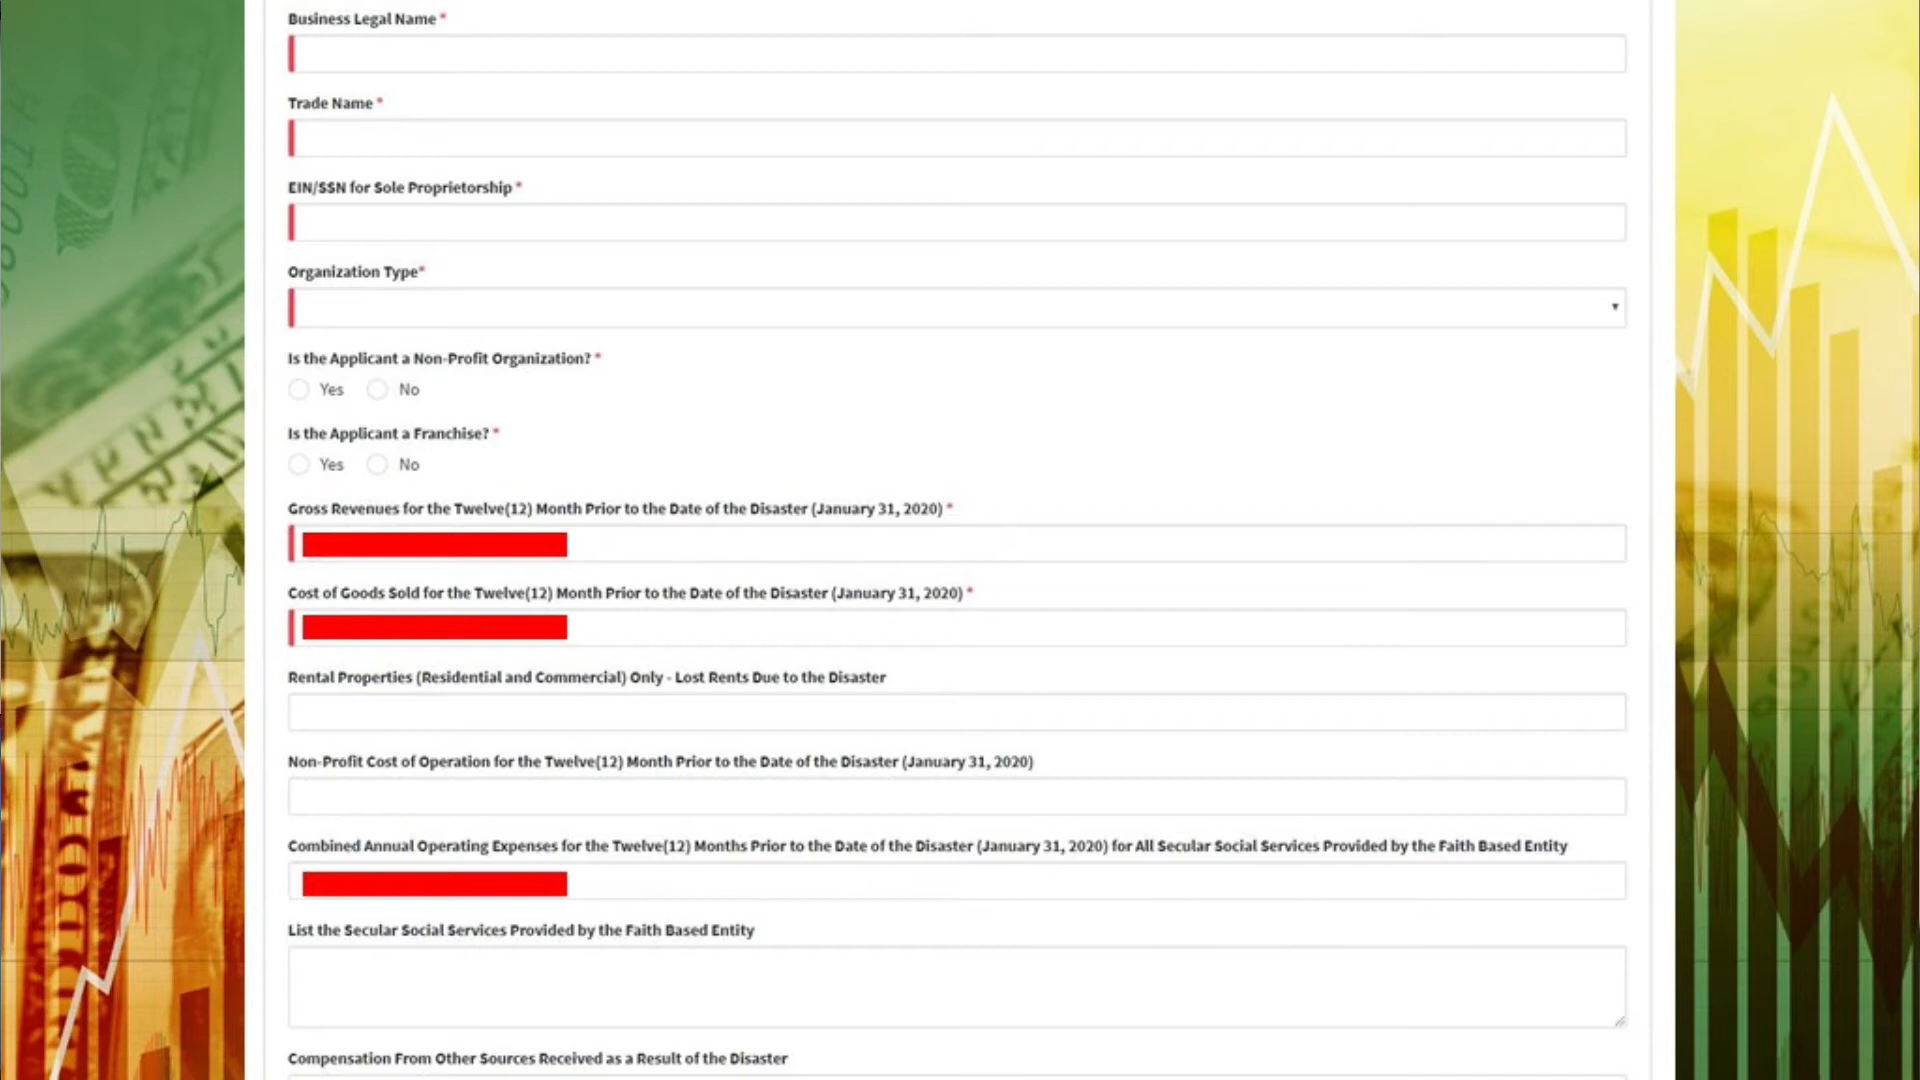 Business Legal Name *
Trade Name *
EIN/SSN for Sole Proprietorship *
Organization Type*
Is the Applicant a Non-Profit Organization? *
Yes No
Is the Applicant a Franchise? *
Yes No
Gross Revenues for the Twelve(12) Month Prior to the Date of the Disaster (January 31, 2020) *
Cost of Goods Sold for the Twelve(12) Month Prior to the Date of the Disaster (January 31, 2020) *
Rental Properties (Residential and Commercial) Only - Lost Rents Due to the Disaster
Non-Profit Cost of Operation for the Twelve(12) Month Prior to the Date of the Disaster (January 31, 2020)
Combined Annual Operating Expenses for the Twelve(12) Months Prior to the Date of the Disaster (January 31, 2020) for All Secular Social Services Provided by the Faith Based Entity
List the Secular Social Services Provided by the Faith Based Entity
Compensation From Other Sources Received as a Result of the Disaster